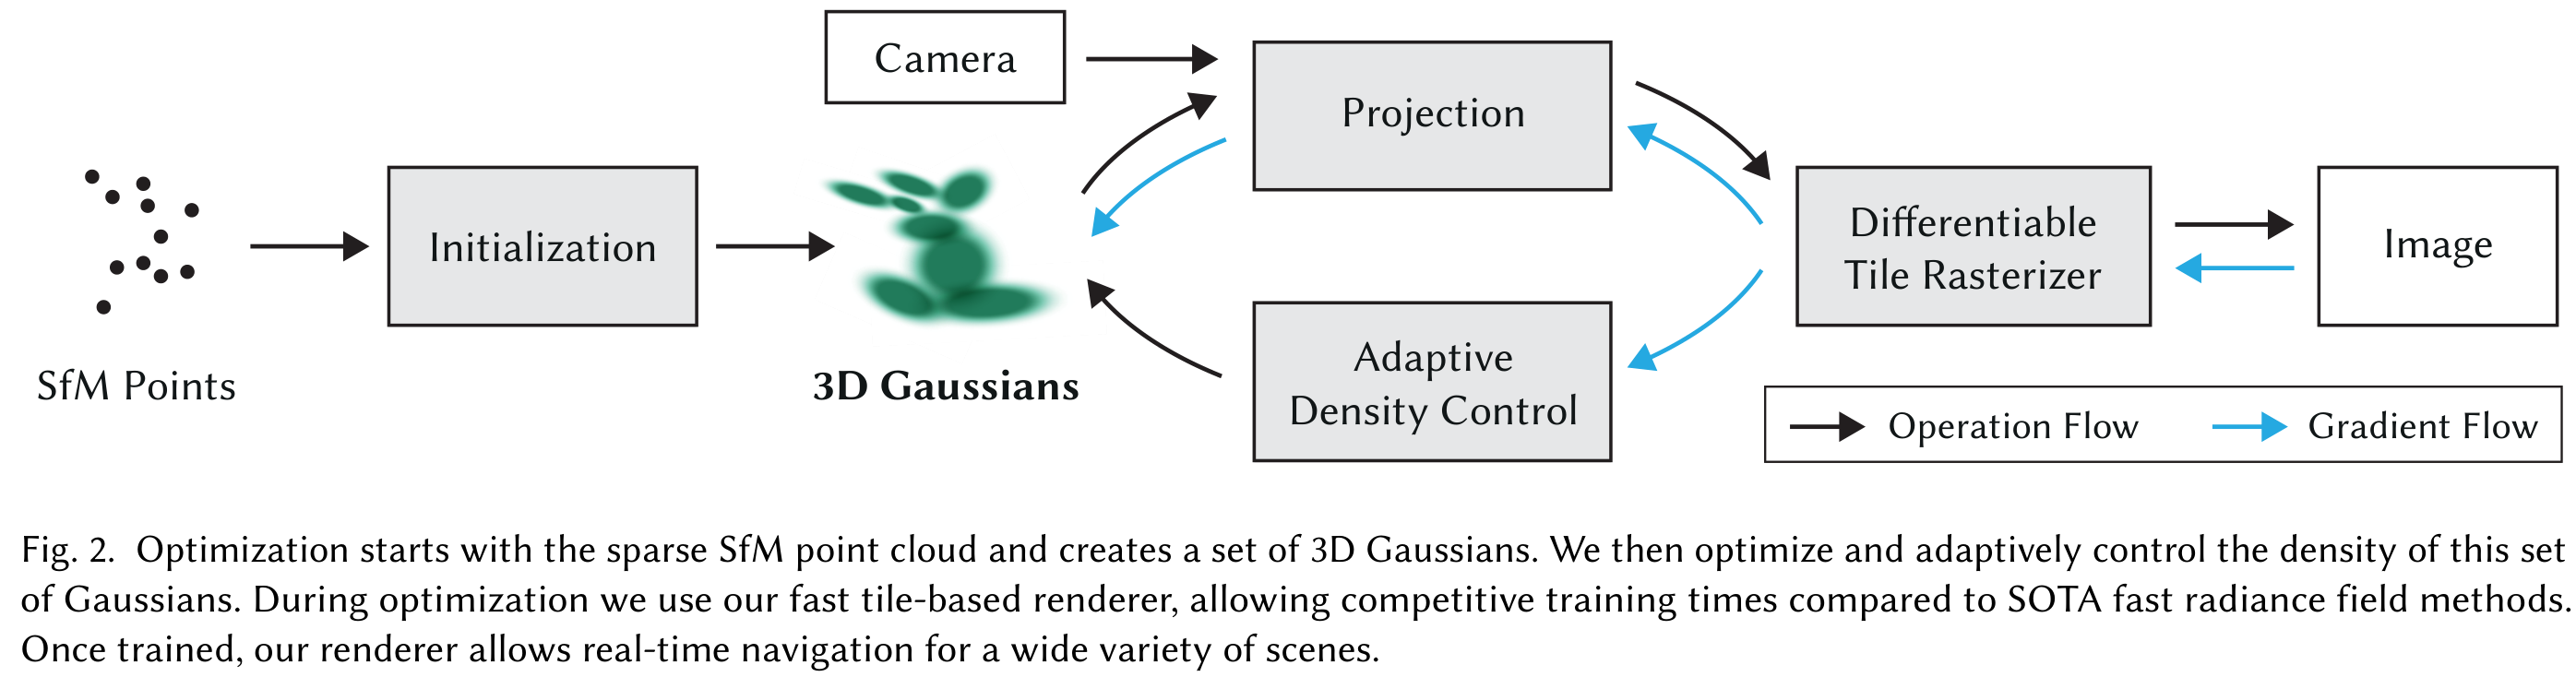 Camera
Projection
Initialization
Differentiable
Tile Rasterizer
Image
SfM Points
3D Gaussians
Adaptive
Density Control
Operation Flow
Gradient Flow
Fig. 2. Optimization starts with the sparse SfM point cloud and creates a set of 3D Gaussians. We then optimize and adaptively control the density of this set
of Gaussians. During optimization we use our fast tile-based renderer, allowing competitive training times compared to SOTA fast radiance field methods.
Once trained, our renderer allows real-time navigation for a wide variety of scenes.